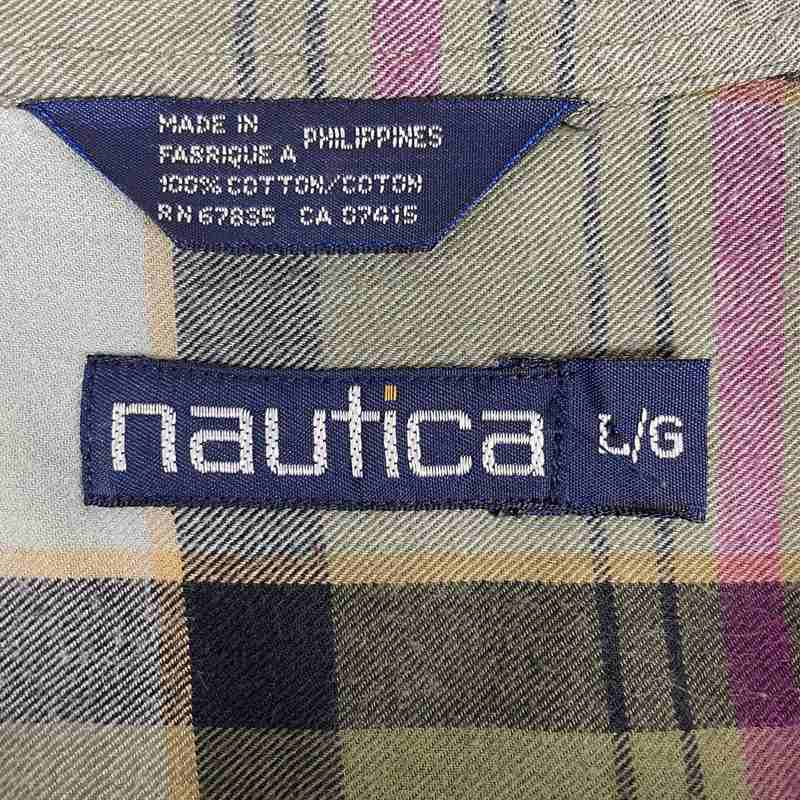 MADE IN PHILIPPINES
FABRIQUE A
100% COTTON/COTON
RN 67835 CA 07415
nautica L/G